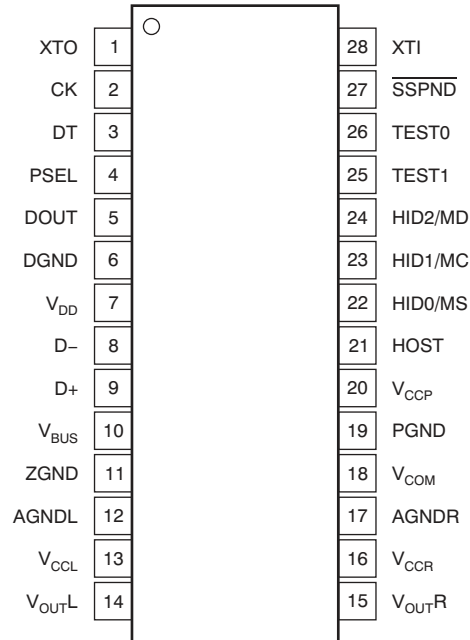 XTO 1 28 XTI
CK 2 27 SSPND
DT 3 26 TEST0
PSEL 4 25 TEST1
DOUT 5 24 HID2/MD
DGND 6 23 HID1/MC
VDD 7 22 HID0/MS
D− 8 21 HOST
D+ 9 20 VCCP
VBUS 10 19 PGND
ZGND 11 18 VCOM
AGNDL 12 17 AGNDR
VCCL 13 16 VCCR
VOUTL 14 15 VOUTR